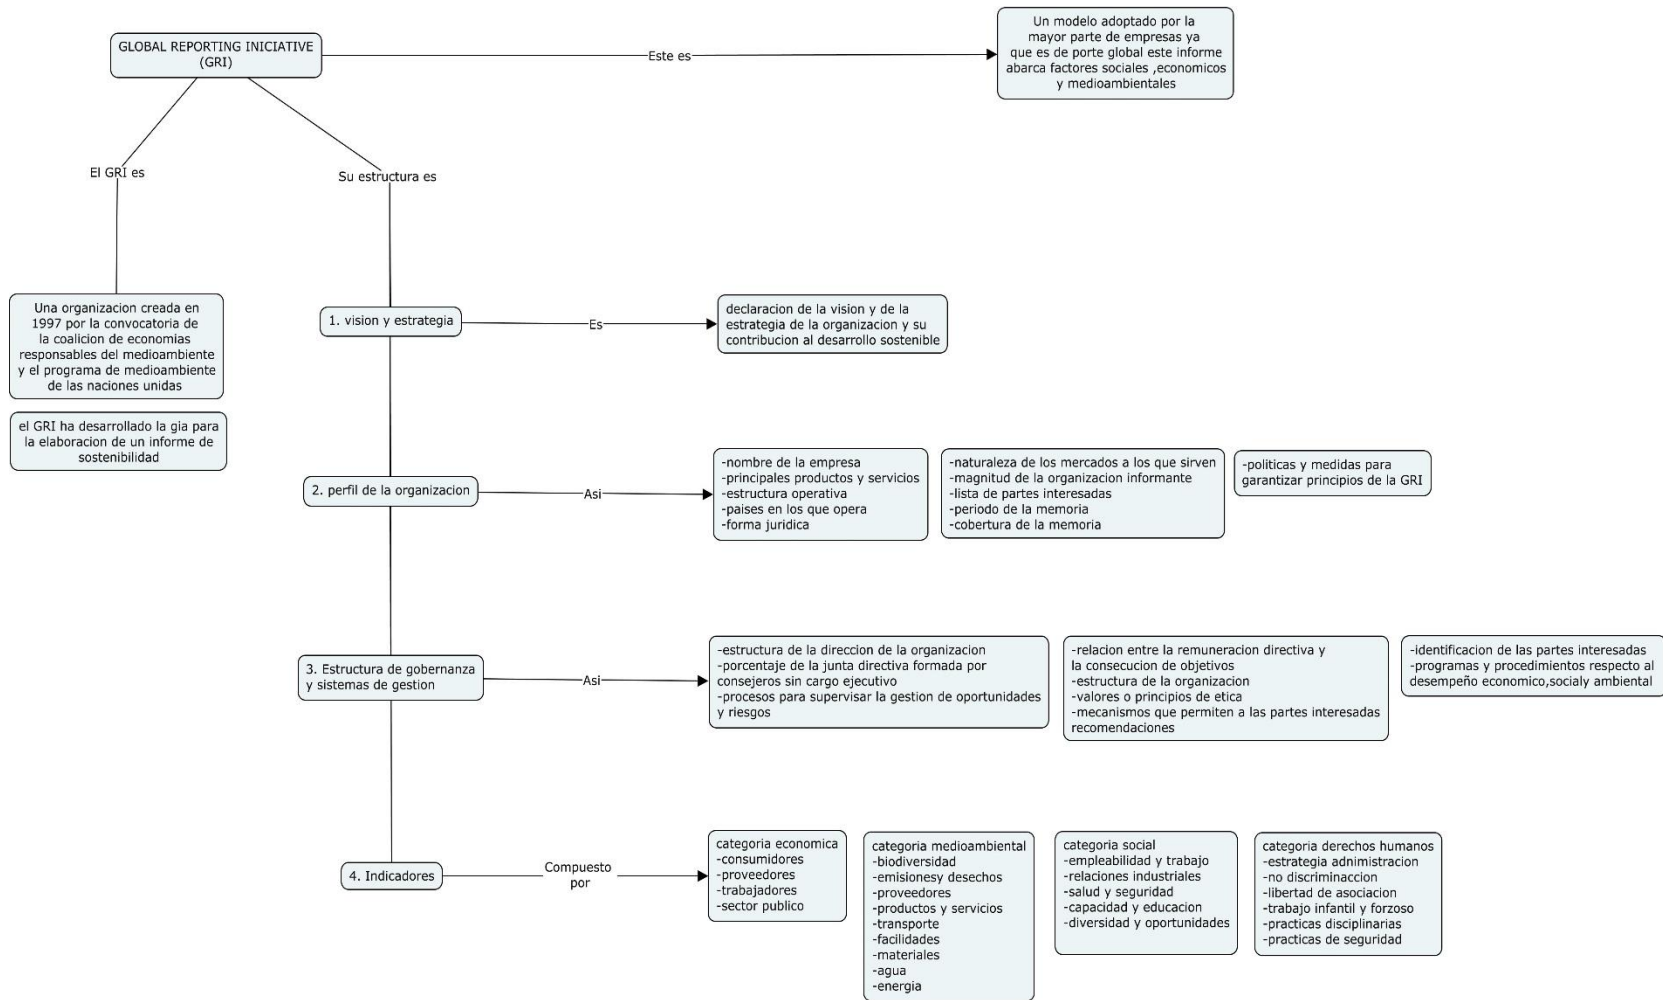 GLOBAL REPORTING INICIATIVE
(GRI)
Este es
Un modelo adoptado por la
mayor parte de empresas ya
que es de porte global este informe
abarca factores sociales ,economicos
y medioambientales
El GRI es
Su estructura es
Una organizacion creada en
1997 por la convocatoria de
la coalicion de economias
responsables del medioambiente
y el programa de medioambiente
de las naciones unidas
el GRI ha desarrollado la gia para
la elaboracion de un informe de
sostenibilidad
1. vision y estrategia
Es
declaracion de la vision y de la
estrategia de la organizacion y su
contribucion al desarrollo sostenible
2. perfil de la organizacion
Asi
-nombre de la empresa
-principales productos y servicios
-estructura operativa
-paises en los que opera
-forma juridica
-naturaleza de los mercados a los que sirven
-magnitud de la organizacion informante
-lista de partes interesadas
-periodo de la memoria
-cobertura de la memoria
-politicas y medidas para
garantizar principios de la GRI
3. Estructura de gobernanza
y sistemas de gestion
Asi
-estructura de la direccion de la organizacion
-porcentaje de la junta directiva formada por
consejeros sin cargo ejecutivo
-procesos para supervisar la gestion de oportunidades
y riesgos
-relacion entre la remuneracion directiva y
la consecucion de objetivos
-estructura de la organizacion
-valores o principios de etica
-mecanismos que permiten a las partes interesadas
recomendaciones
-identificacion de las partes interesadas
-programas y procedimientos respecto al
desempeño economico,socialy ambiental
4. Indicadores
Compuesto
por
categoria economica
-consumidores
-proveedores
-trabajadores
-sector publico
categoria medioambiental
-biodiversidad
-emisionesy desechos
-proveedores
-productos y servicios
-transporte
-facilidades
-materiales
-agua
-energia
categoria social
-empleabilidad y trabajo
-relaciones industriales
-salud y seguridad
-capacidad y educacion
-diversidad y oportunidades
categoria derechos humanos
-estrategia adnimistracion
-no discriminaccion
-libertad de asociacion
-trabajo infantil y forzoso
-practicas disciplinarias
-practicas de seguridad